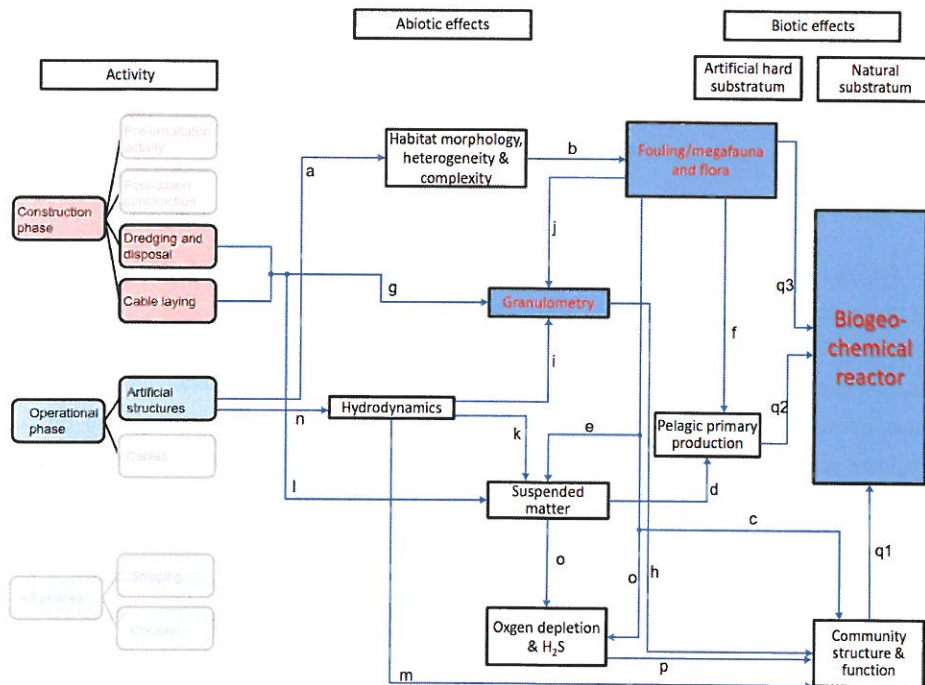 Abiotic effects
Biotic effects
Activity
Artificial hard
substratum
Natural
substratum
Pre-installation
activity
Foundation
construction
Construction
phase
Dredging and
disposal
Cable laying
Operational
phase
Artificial
structures
Cables
All phases
Shipping
Habitat morphology,
heterogeneity &
complexity
Fouling/megafauna
and flora
Granulometry
Hydrodynamics
Suspended
matter
Pelagic primary
production
Oxgen depletion
& H₂S
Biogeo-
chemical
reactor
Community
structure &
function
a
b
j
g
i
f
q3
n
k
e
q2
l
d
c
o
o
h
q1
m
p